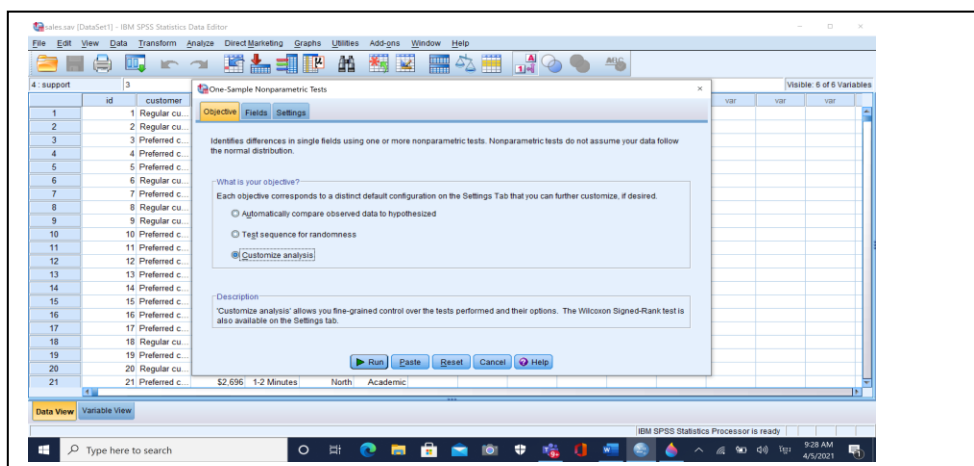 sales.sav [DataSet1] - IBM SPSS Statistics Data Editor
File Edit View Data Transform Analyze Direct Marketing Graphs Utilities Add-ons Window Help
4 : support 3 Visible: 6 of 6 Variables
One-Sample Nonparametric Tests
id customer var var var
Objective Fields Settings
1 1 Regular cu...
2 2 Regular cu...
3 3 Preferred c...
4 4 Preferred c...
5 5 Preferred c...
6 6 Regular cu...
7 7 Preferred c...
8 8 Regular cu...
9 9 Regular cu...
10 10 Preferred c...
11 11 Preferred c...
12 12 Preferred c...
13 13 Preferred c...
14 14 Preferred c...
15 15 Preferred c...
16 16 Preferred c...
17 17 Preferred c...
18 18 Regular cu...
19 19 Preferred c...
20 20 Regular cu...
21 21 Preferred c... $2,696 1-2 Minutes North Academic
Identifies differences in single fields using one or more nonparametric tests. Nonparametric tests do not assume your data follow
the normal distribution.
What is your objective?
Each objective corresponds to a distinct default configuration on the Settings Tab that you can further customize, if desired.
Automatically compare observed data to hypothesized
Test sequence for randomness
Customize analysis
Description
'Customize analysis' allows you fine-grained control over the tests performed and their options. The Wilcoxon Signed-Rank test is
also available on the Settings tab.
Run Paste Reset Cancel Help
Data View Variable View
IBM SPSS Statistics Processor is ready
Type here to search
9:28 AM
4/5/2021